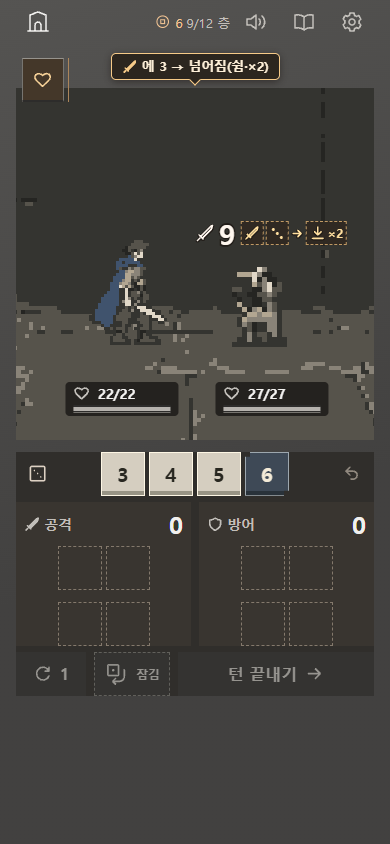 6 9/12 층
에 3 → 넘어짐(쉼·×2)
9 → ×2
22/22
27/27
3 4 5 6
공격 0
방어 0
1
잠김
턴 끝내기 →